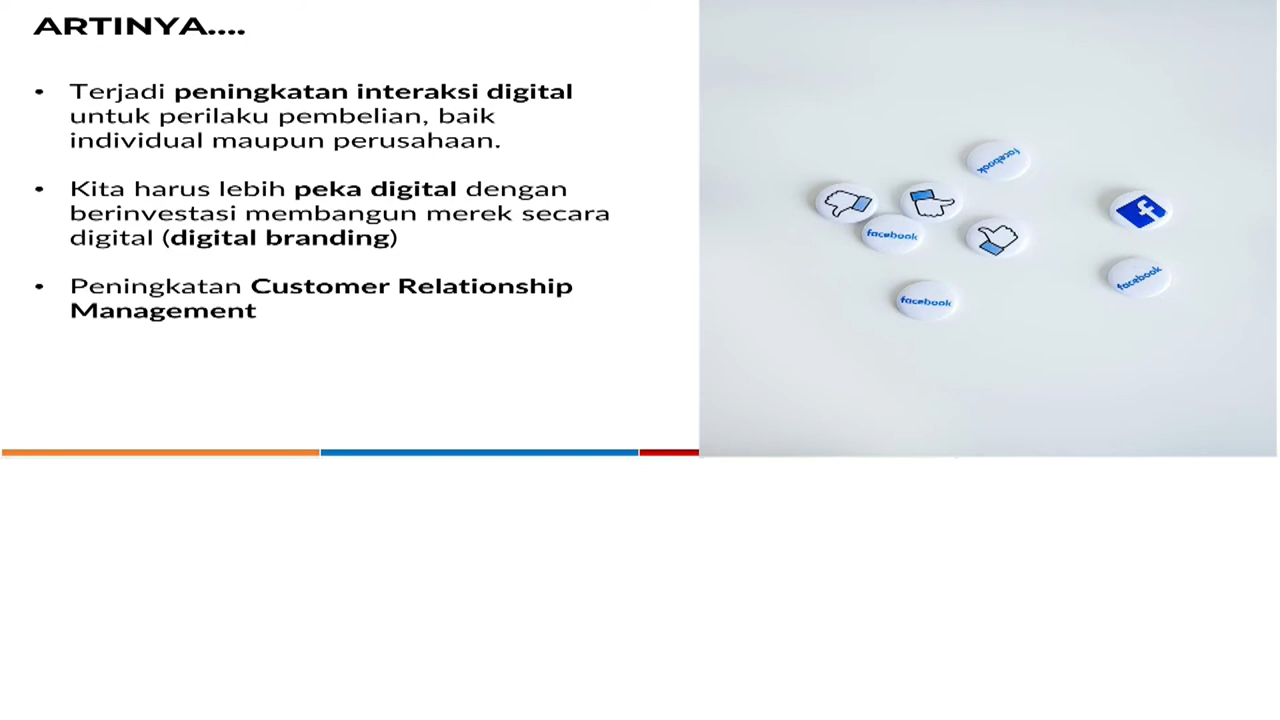 ARTINYA....
• Terjadi peningkatan interaksi digital
untuk perilaku pembelian, baik
individual maupun perusahaan.
• Kita harus lebih peka digital dengan
berinvestasi membangun merek secara
digital (digital branding)
• Peningkatan Customer Relationship
Management
facebook
facebook
f
facebook
facebook